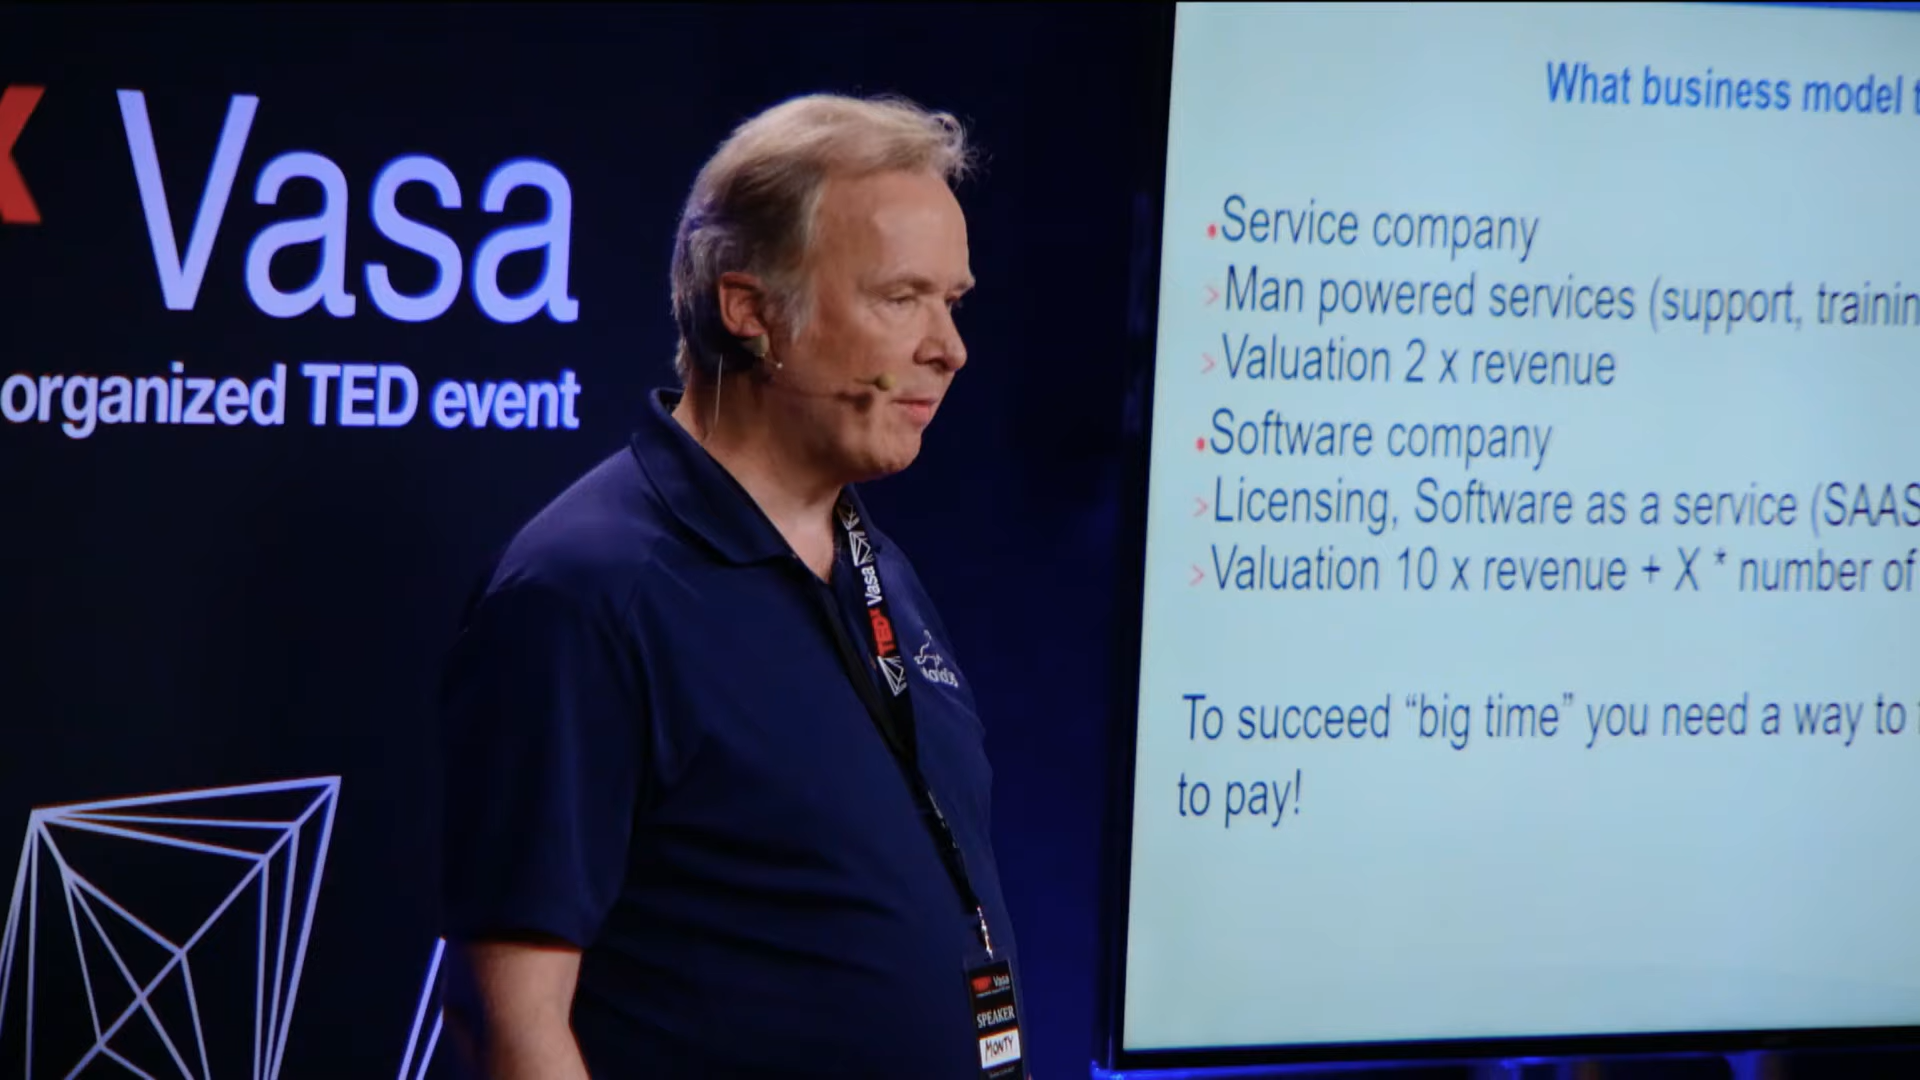 x Vasa
organized TED event
What business model t
Service company
Man powered services (support, trainin
Valuation 2 x revenue
Software company
Licensing, Software as a service (SAAS
Valuation 10 x revenue + X * number of
To succeed “big time” you need a way to
to pay!
TEDx Vasa
Vasa
SPEAKER
MONTY